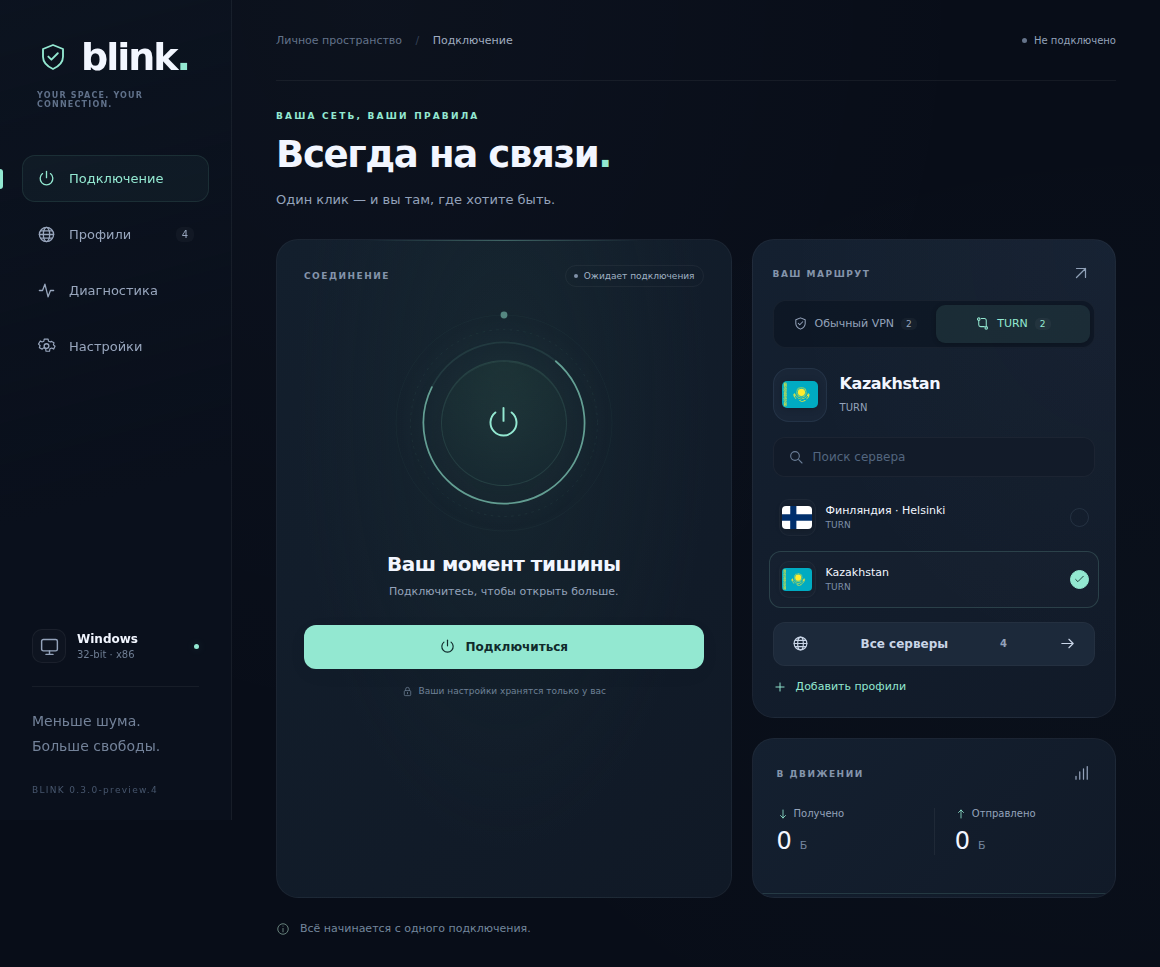 blink.
YOUR SPACE. YOUR
CONNECTION.
Подключение
Профили 4
Диагностика
Настройки
Windows
32-bit · x86
Меньше шума.
Больше свободы.
BLINK 0.3.0-preview.4
Личное пространство / Подключение
Не подключено
ВАША СЕТЬ, ВАШИ ПРАВИЛА
Всегда на связи.
Один клик — и вы там, где хотите быть.
СОЕДИНЕНИЕ
Ожидает подключения
Ваш момент тишины
Подключитесь, чтобы открыть больше.
Подключиться
Ваши настройки хранятся только у вас
ВАШ МАРШРУТ
Обычный VPN 2
TURN 2
Kazakhstan
TURN
Поиск сервера
Финляндия · Helsinki
TURN
Kazakhstan
TURN
Все серверы 4
Добавить профили
В ДВИЖЕНИИ
Получено
0 Б
Отправлено
0 Б
Всё начинается с одного подключения.